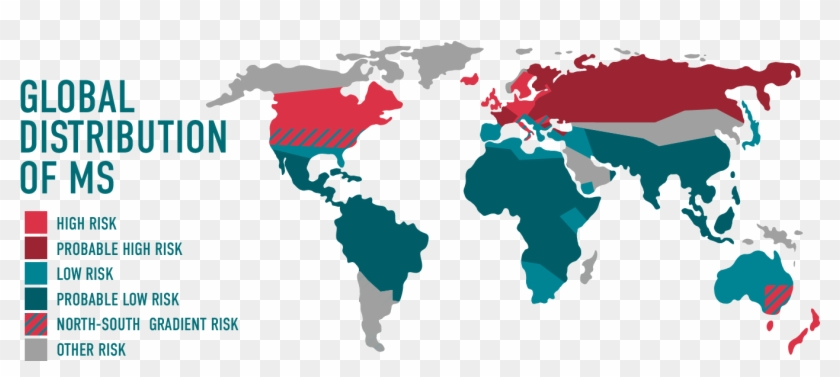 GLOBAL
DISTRIBUTION
OF MS
HIGH RISK
PROBABLE HIGH RISK
LOW RISK
PROBABLE LOW RISK
NORTH-SOUTH GRADIENT RISK
OTHER RISK